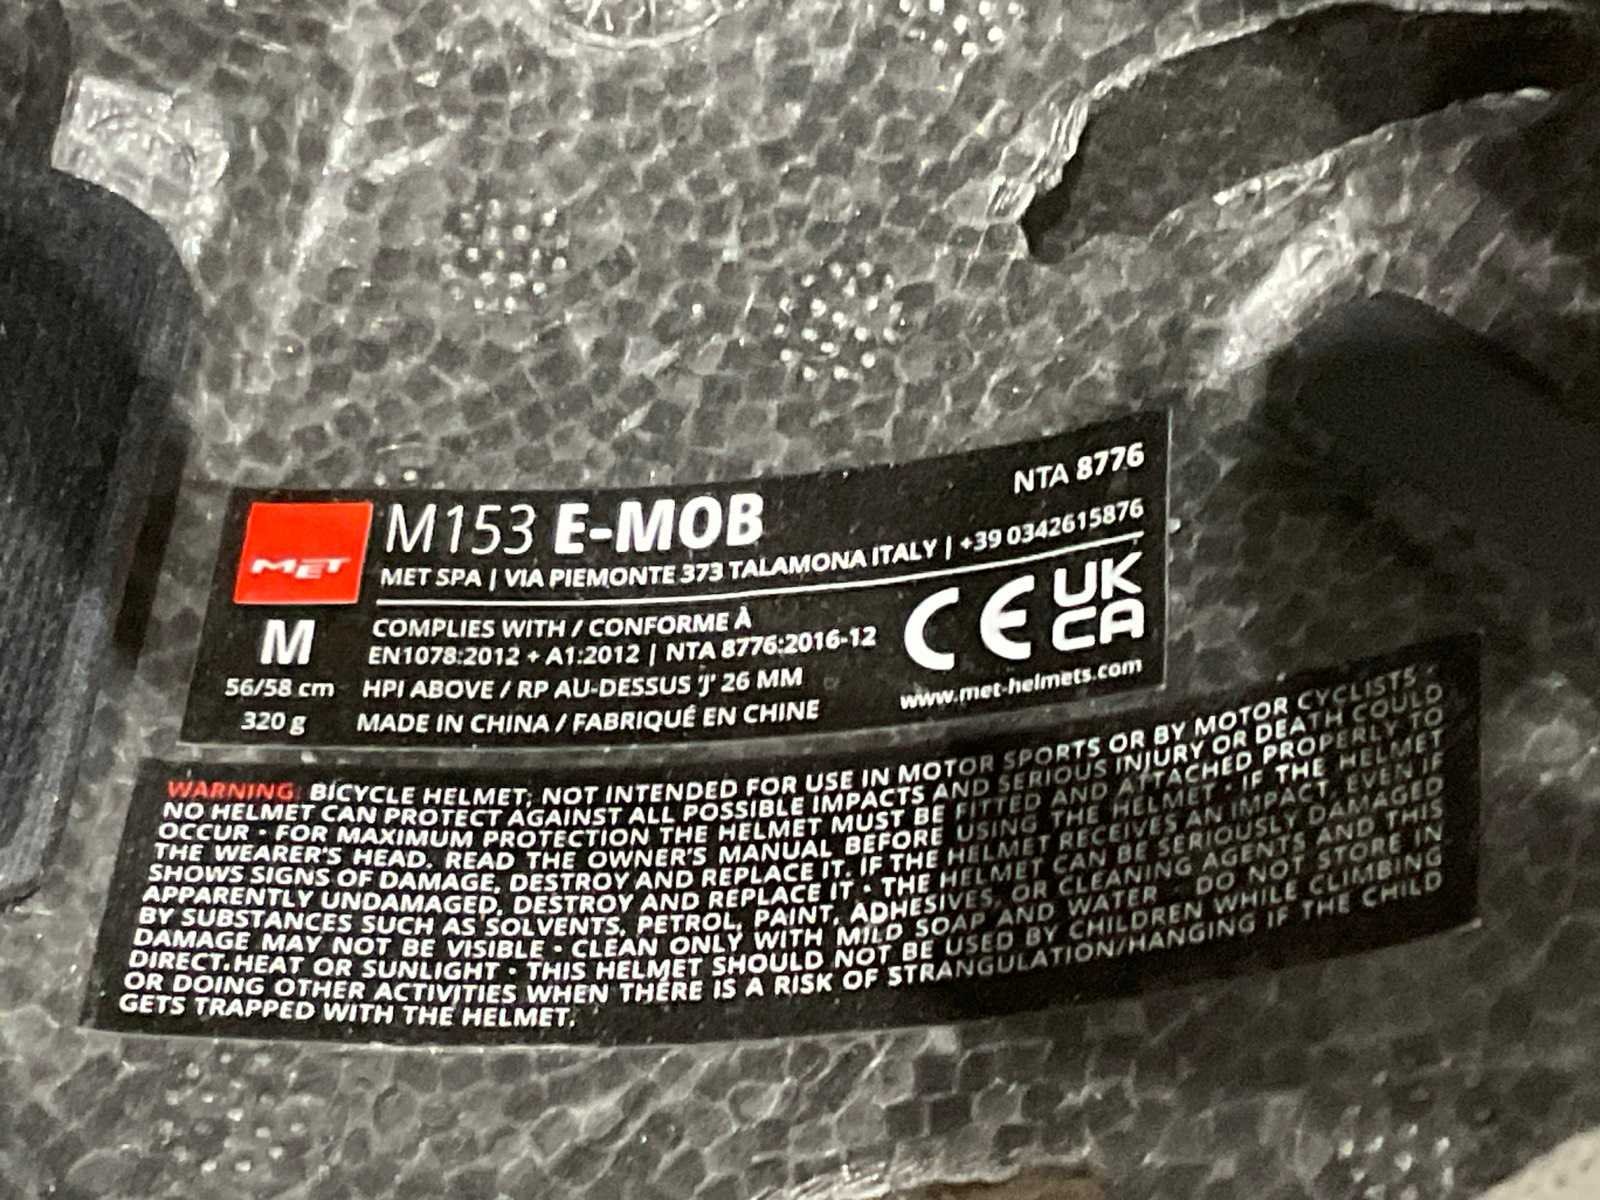 NTA 8776
MET
M153 E-MOB
MET SPA | VIA PIEMONTE 373 TALAMONA ITALY | +39 0342615876
M
56/58 cm
320 g
COMPLIES WITH / CONFORME À
EN1078:2012 + A1:2012 | NTA 8776:2016-12
HPI ABOVE / RP AU-DESSUS 'J' 26 MM
MADE IN CHINA / FABRIQUÉ EN CHINE
CE UK
CA
www.met-helmets.com
WARNING: BICYCLE HELMET: NOT INTENDED FOR USE IN MOTOR SPORTS OR BY MOTOR CYCLISTS ·
NO HELMET CAN PROTECT AGAINST ALL POSSIBLE IMPACTS AND SERIOUS INJURY OR DEATH COULD
OCCUR · FOR MAXIMUM PROTECTION THE HELMET MUST BE FITTED AND ATTACHED PROPERLY TO
THE WEARER'S HEAD. READ THE OWNER'S MANUAL BEFORE USING THE HELMET · IF THE HELMET
SHOWS SIGNS OF DAMAGE, DESTROY AND REPLACE IT. IF THE HELMET RECEIVES AN IMPACT, EVEN IF
APPARENTLY UNDAMAGED, DESTROY AND REPLACE IT · THE HELMET CAN BE SERIOUSLY DAMAGED
BY SUBSTANCES SUCH AS SOLVENTS, PETROL, PAINT, ADHESIVES, OR CLEANING AGENTS AND THIS
DAMAGE MAY NOT BE VISIBLE · CLEAN ONLY WITH MILD SOAP AND WATER · DO NOT STORE IN
DIRECT.HEAT OR SUNLIGHT · THIS HELMET SHOULD NOT BE USED BY CHILDREN WHILE CLIMBING
OR DOING OTHER ACTIVITIES WHEN THERE IS A RISK OF STRANGULATION/HANGING IF THE CHILD
GETS TRAPPED WITH THE HELMET.